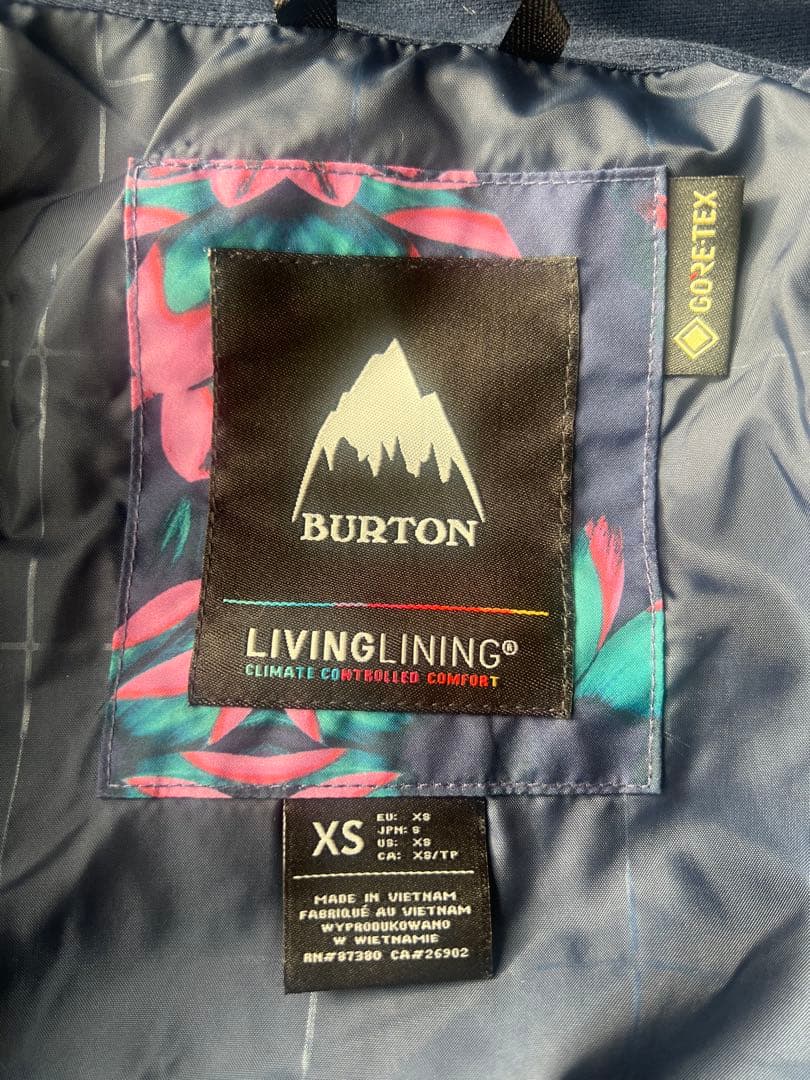 GORE-TEX
BURTON
LIVINGLINING®
CLIMATE CONTROLLED COMFORT
XS
EU: XS
JPN: S
US: XS
CA: XS/TP
MADE IN VIETNAM
FABRIQUÉ AU VIETNAM
WYPRODUKOWANO
W WIETNAMIE
RN#87380 CA#26902